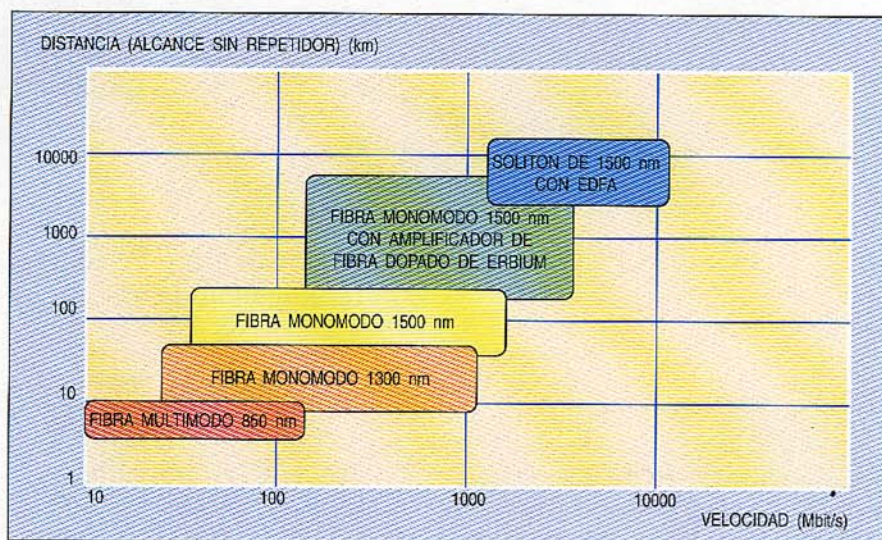 DISTANCIA (ALCANCE SIN REPETIDOR) (km)
10000
SOLITON DE 1500 nm
CON EDFA
FIBRA MONOMODO 1500 nm
CON AMPLIFICADOR DE
FIBRA DOPADO DE ERBIUM
1000
100
FIBRA MONOMODO 1500 nm
FIBRA MONOMODO 1300 nm
10
FIBRA MULTIMODO 850 nm
1
10 100 1000 10000
VELOCIDAD (Mbit/s)